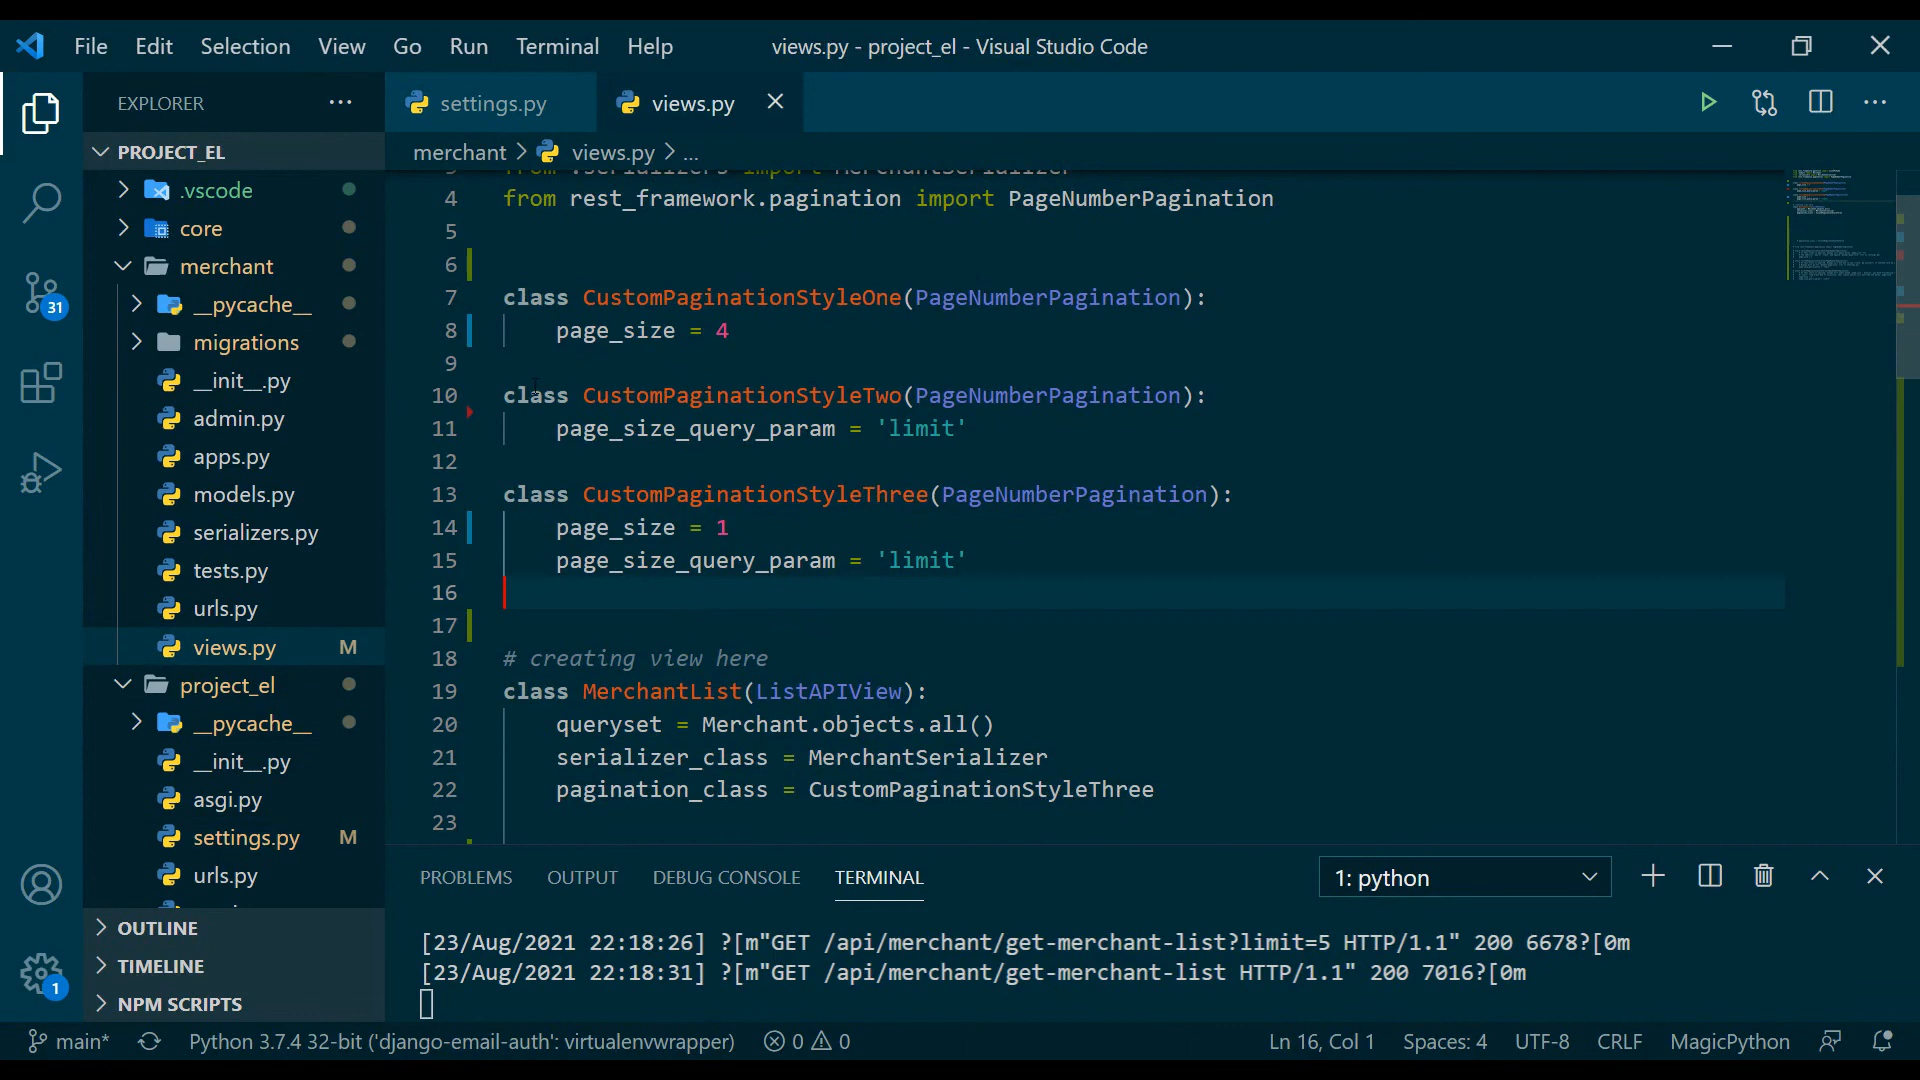 File Edit Selection View Go Run Terminal Help
views.py - project_el - Visual Studio Code
EXPLORER
settings.py
views.py
PROJECT_EL
merchant > views.py > ...
.vscode
core
merchant
__pycache__
migrations
__init__.py
admin.py
apps.py
models.py
serializers.py
tests.py
urls.py
views.py M
project_el
__pycache__
__init__.py
asgi.py
settings.py M
urls.py
OUTLINE
TIMELINE
NPM SCRIPTS
31
1
3 from .serializers import MerchantSerializer
4 from rest_framework.pagination import PageNumberPagination
5
6
7 class CustomPaginationStyleOne(PageNumberPagination):
8 page_size = 4
9
10 class CustomPaginationStyleTwo(PageNumberPagination):
11 page_size_query_param = 'limit'
12
13 class CustomPaginationStyleThree(PageNumberPagination):
14 page_size = 1
15 page_size_query_param = 'limit'
16
17
18 # creating view here
19 class MerchantList(ListAPIView):
20 queryset = Merchant.objects.all()
21 serializer_class = MerchantSerializer
22 pagination_class = CustomPaginationStyleThree
23
PROBLEMS OUTPUT DEBUG CONSOLE TERMINAL
1: python
[23/Aug/2021 22:18:26] ?[m"GET /api/merchant/get-merchant-list?limit=5 HTTP/1.1" 200 6678?[0m
[23/Aug/2021 22:18:31] ?[m"GET /api/merchant/get-merchant-list HTTP/1.1" 200 7016?[0m
main* Python 3.7.4 32-bit ('django-email-auth': virtualenvwrapper) 0 0 Ln 16, Col 1 Spaces: 4 UTF-8 CRLF MagicPython